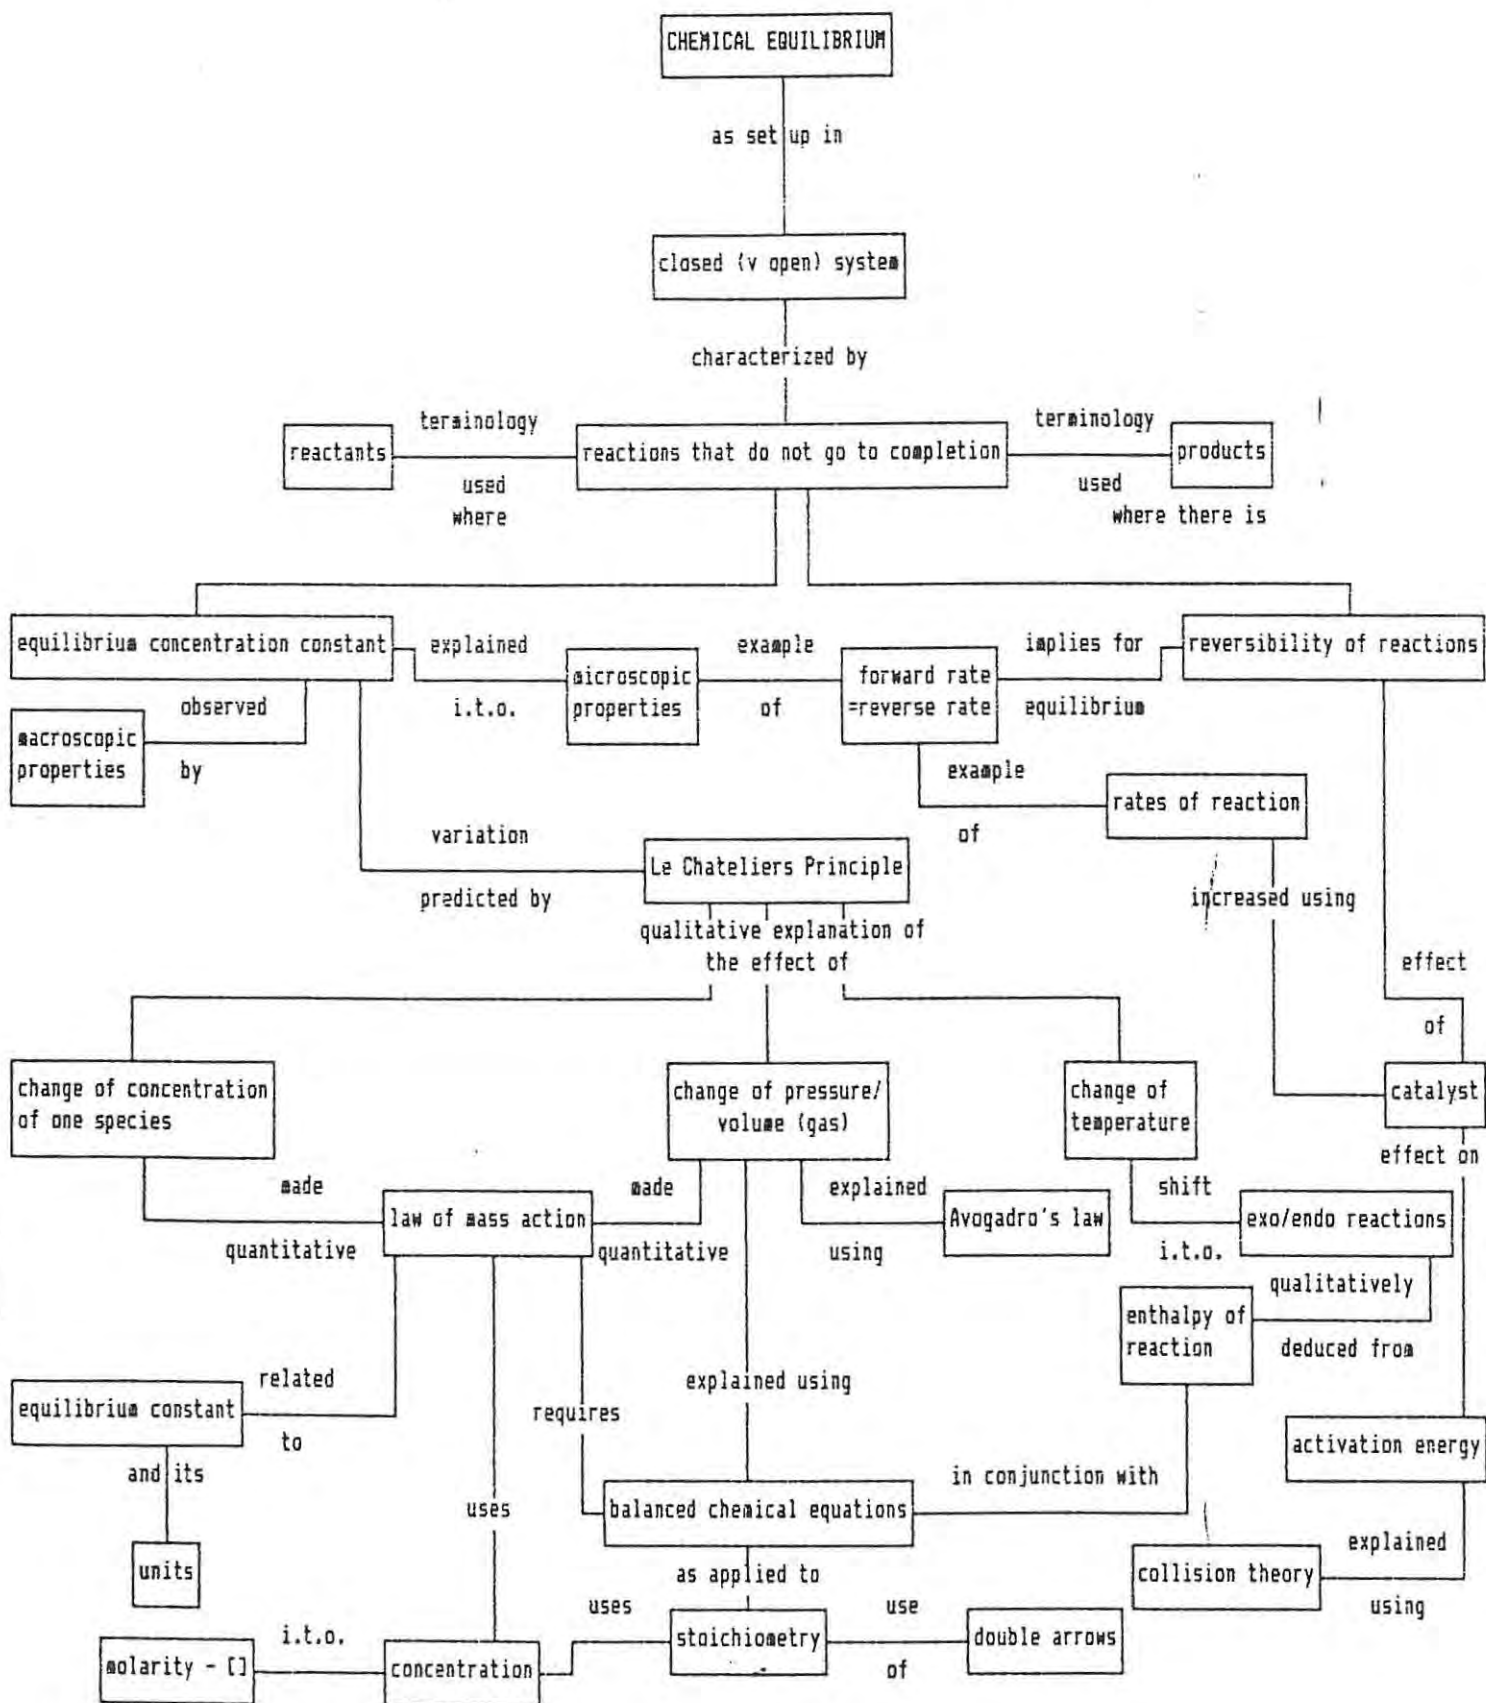 CHEMICAL EQUILIBRIUM
as set up in
closed (v open) system
characterized by
terminology
terminology
reactants
reactions that do not go to completion
products
used
used
where
where there is
equilibrium concentration constant
explained
example
implies for
reversibility of reactions
microscopic
properties
forward rate
=reverse rate
observed
i.t.o.
of
equilibrium
macroscopic
properties
by
example
rates of reaction
of
variation
Le Chateliers Principle
predicted by
increased using
qualitative explanation of
the effect of
effect
of
change of concentration
of one species
change of pressure/
volume (gas)
change of
temperature
catalyst
effect on
made
made
explained
shift
law of mass action
Avogadro's law
exo/endo reactions
quantitative
quantitative
using
i.t.o.
qualitatively
enthalpy of
reaction
deduced from
related
explained using
equilibrium constant
requires
to
activation energy
and its
in conjunction with
uses
balanced chemical equations
explained
units
as applied to
collision theory
using
uses
use
i.t.o.
stoichiometry
double arrows
molarity - []
concentration
of